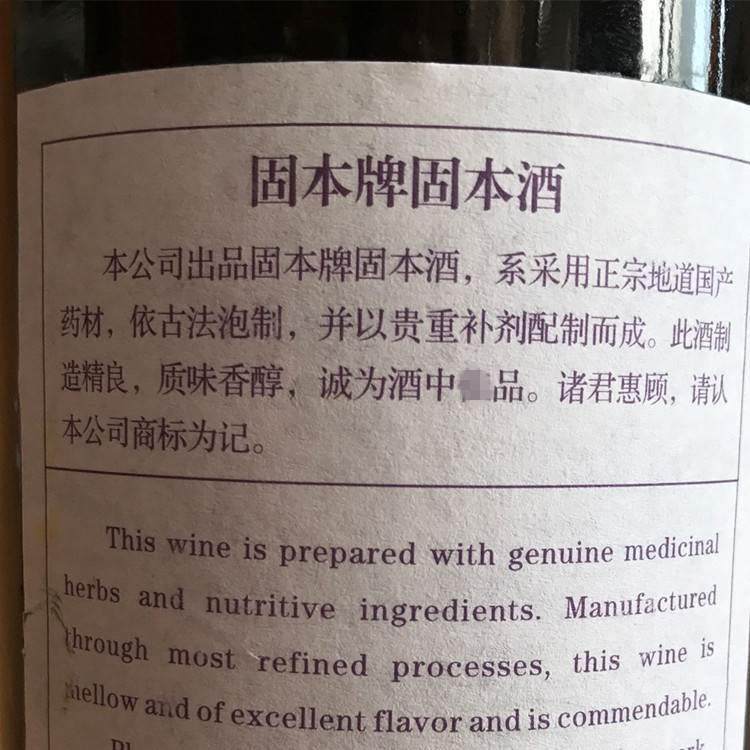 固本牌固本酒
本公司出品固本牌固本酒，系采用正宗地道国产
药材，依古法泡制，并以贵重补剂配制而成。此酒制
造精良，质味香醇，诚为酒中品。诸君惠顾，请认
本公司商标为记。
This wine is prepared with genuine medicinal
herbs and nutritive ingredients. Manufactured
through most refined processes, this wine is
mellow and of excellent flavor and is commendable.